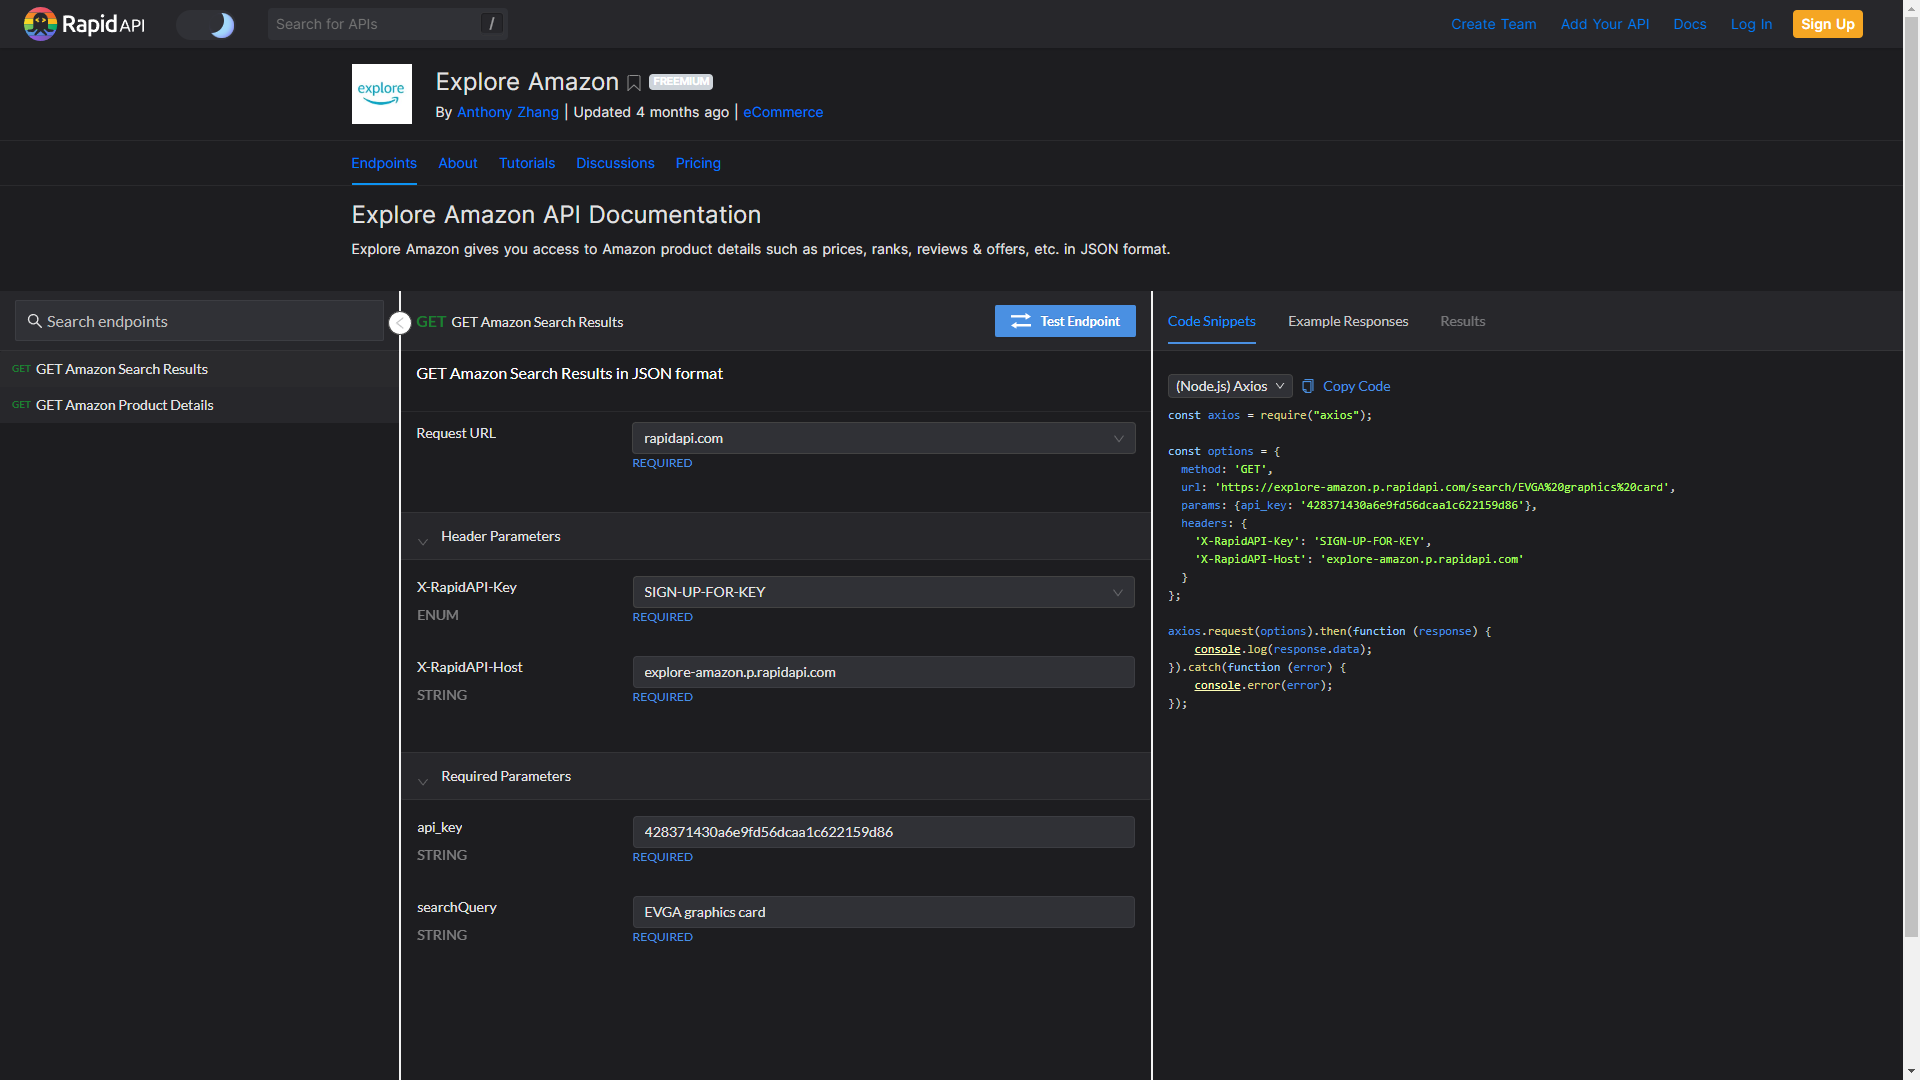 Rapid API
Search for APIs
/
Create Team
Add Your API
Docs
Log In
Sign Up
explore
Explore Amazon
FREEMIUM
By Anthony Zhang | Updated 4 months ago | eCommerce
Endpoints
About
Tutorials
Discussions
Pricing
Explore Amazon API Documentation
Explore Amazon gives you access to Amazon product details such as prices, ranks, reviews & offers, etc. in JSON format.
Search endpoints
GET GET Amazon Search Results
GET GET Amazon Product Details
GET GET Amazon Search Results
Test Endpoint
GET Amazon Search Results in JSON format
Request URL
rapidapi.com
REQUIRED
Header Parameters
X-RapidAPI-Key
SIGN-UP-FOR-KEY
ENUM
REQUIRED
X-RapidAPI-Host
explore-amazon.p.rapidapi.com
STRING
REQUIRED
Required Parameters
api_key
428371430a6e9fd56dcaa1c622159d86
STRING
REQUIRED
searchQuery
EVGA graphics card
STRING
REQUIRED
Code Snippets
Example Responses
Results
(Node.js) Axios
Copy Code
const axios = require("axios");
const options = {
method: 'GET',
url: 'https://explore-amazon.p.rapidapi.com/search/EVGA%20graphics%20card',
params: {api_key: '428371430a6e9fd56dcaa1c622159d86'},
headers: {
'X-RapidAPI-Key': 'SIGN-UP-FOR-KEY',
'X-RapidAPI-Host': 'explore-amazon.p.rapidapi.com'
}
};
axios.request(options).then(function (response) {
console.log(response.data);
}).catch(function (error) {
console.error(error);
});